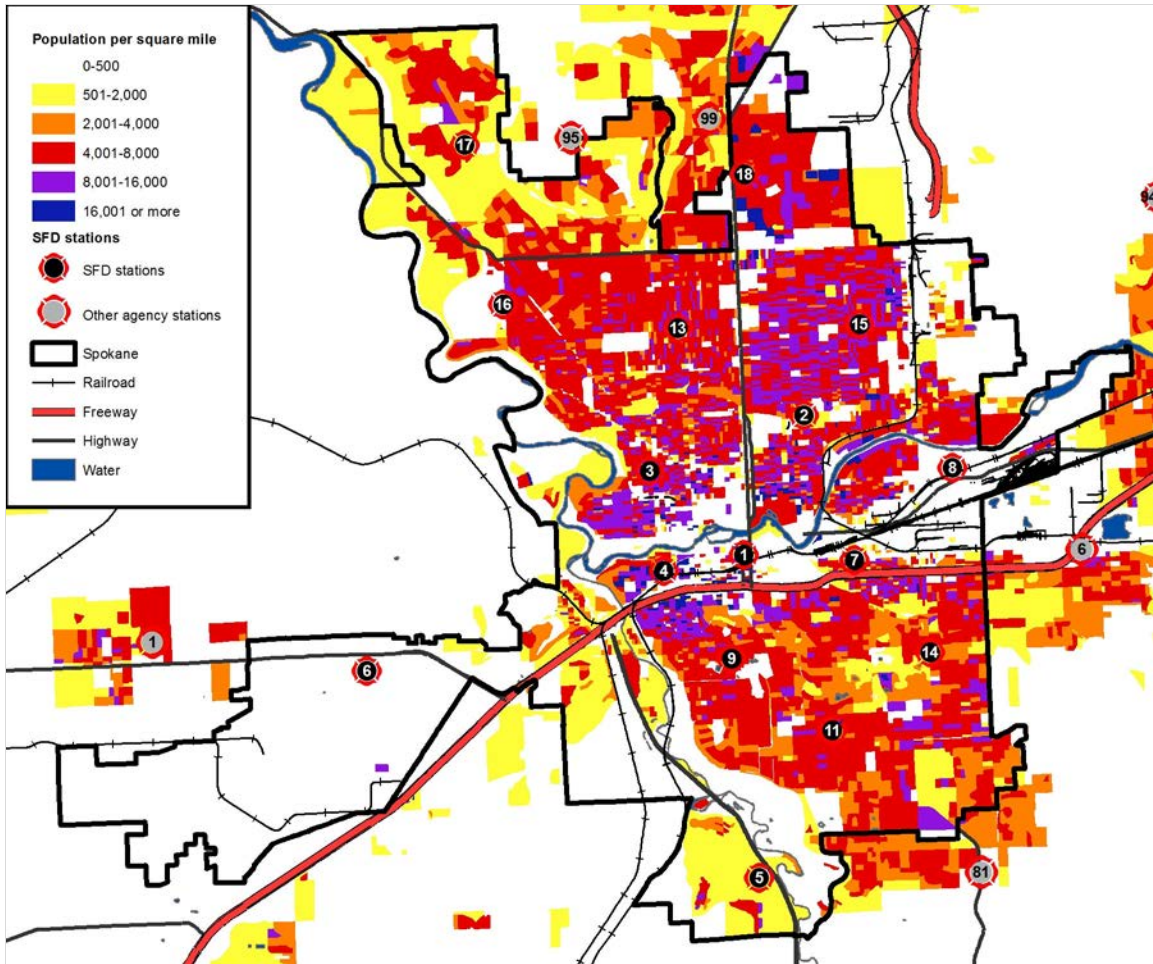 Population per square mile
0-500
501-2,000
2,001-4,000
4,001-8,000
8,001-16,000
16,001 or more
SFD stations
SFD stations
Other agency stations
Spokane
Railroad
Freeway
Highway
Water
99
95
17
18
94
16
13
15
2
3
8
1
6
4
7
1
14
9
6
11
81
5